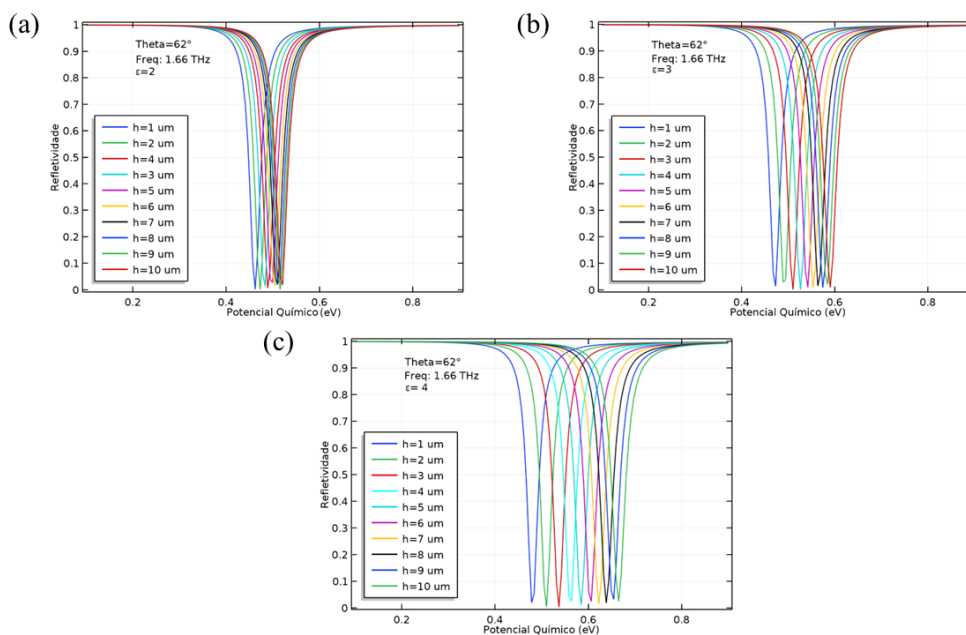 (a)
1
0.9
0.8
0.7
0.6
0.5
0.4
0.3
0.2
0.1
0
Refletividade
Theta=62°
Freq: 1.66 THz
ε=2
h=1 um
h=2 um
h=4 um
h=3 um
h=5 um
h=6 um
h=7 um
h=8 um
h=9 um
h=10 um
0.2 0.4 0.6 0.8
Potencial Químico (eV)
(b)
1
0.9
0.8
0.7
0.6
0.5
0.4
0.3
0.2
0.1
0
Refletividade
Theta=62°
Freq: 1.66 THz
ε=3
h=1 um
h=2 um
h=3 um
h=4 um
h=5 um
h=6 um
h=7 um
h=8 um
h=9 um
h=10 um
0.2 0.4 0.6 0.8
Potencial Químico (eV)
(c)
1
0.9
0.8
0.7
0.6
0.5
0.4
0.3
0.2
0.1
0
Refletividade
Theta=62°
Freq: 1.66 THz
ε= 4
h=1 um
h=2 um
h=3 um
h=4 um
h=5 um
h=6 um
h=7 um
h=8 um
h=9 um
h=10 um
0.2 0.4 0.6 0.8
Potencial Químico (eV)